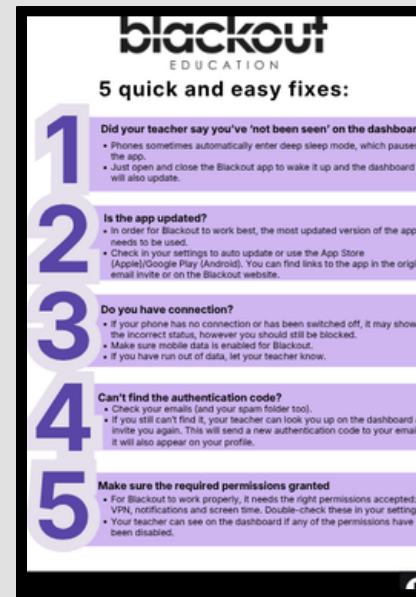 blackout
EDUCATION
5 quick and easy fixes:
1
Did your teacher say you've 'not been seen' on the dashboar
• Phones sometimes automatically enter deep sleep mode, which pauses
the app.
• Just open and close the Blackout app to wake it up and the dashboard
will also update.
2
Is the app updated?
• In order for Blackout to work best, the most updated version of the app
needs to be used.
• Check in your settings to auto update or use the App Store
(Apple)/Google Play (Android). You can find links to the app in the origi
email invite or on the Blackout website.
3
Do you have connection?
• If your phone has no connection or has been switched off, it may show
the incorrect status, however you should still be blocked.
• Make sure mobile data is enabled for Blackout.
• If you have run out of data, let your teacher know.
4
Can't find the authentication code?
• Check your emails (and your spam folder too).
• If you still can't find it, your teacher can look you up on the dashboard
invite you again. This will send a new authentication code to your emai
It will also appear on your profile.
5
Make sure the required permissions granted
• For Blackout to work properly, it needs the right permissions accepted:
VPN, notifications and screen time. Double-check these in your setting
• Your teacher can see on the dashboard if any of the permissions have
been disabled.